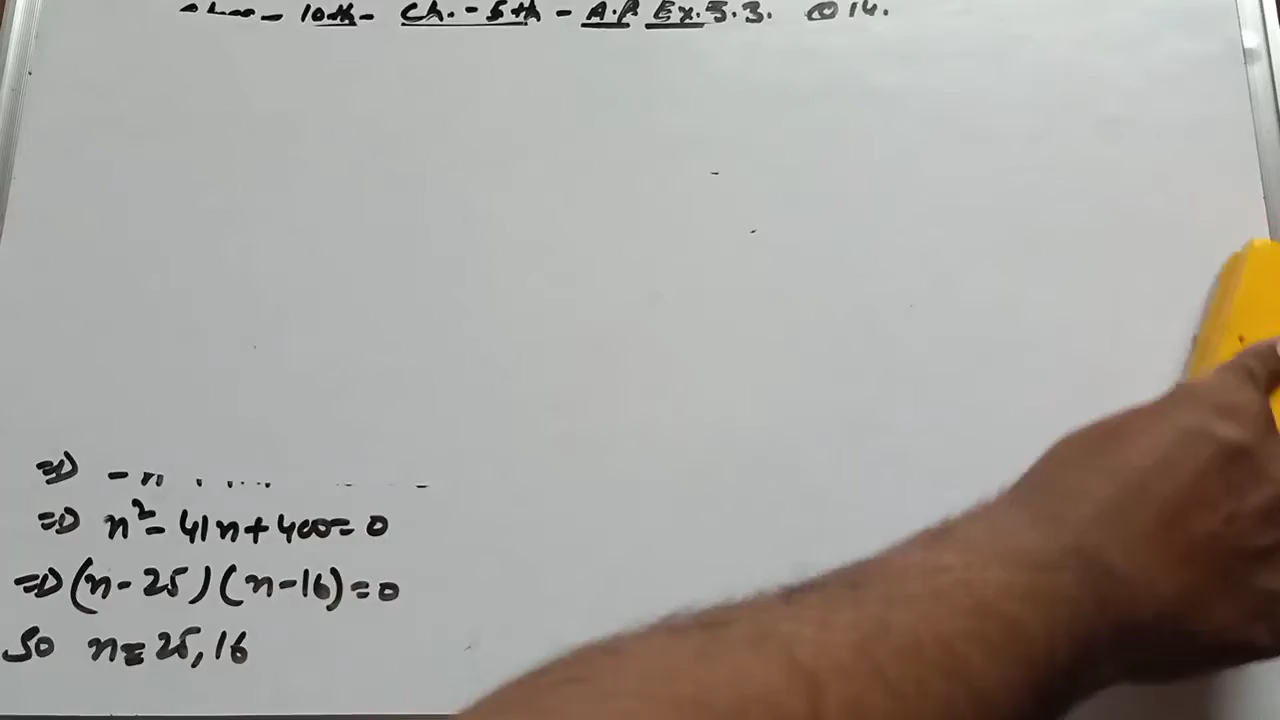 10th - Ch. - 5th - A.P Ex. 5.3. Q 14.
=> n² - 41n + 400 = 0
=> (n - 25) (n - 16) = 0
So n = 25, 16